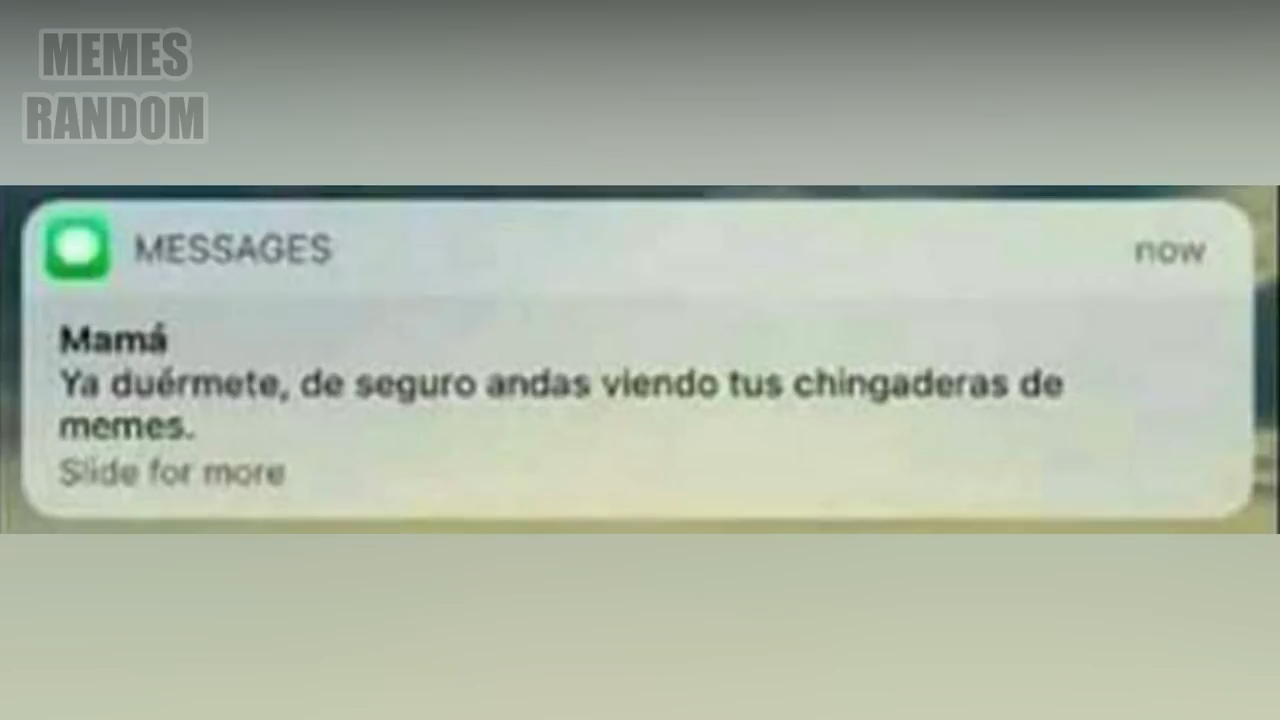 MEMES
RANDOM
MESSAGES
now
Mamá
Ya duérmete, de seguro andas viendo tus chingaderas de
memes.
Slide for more